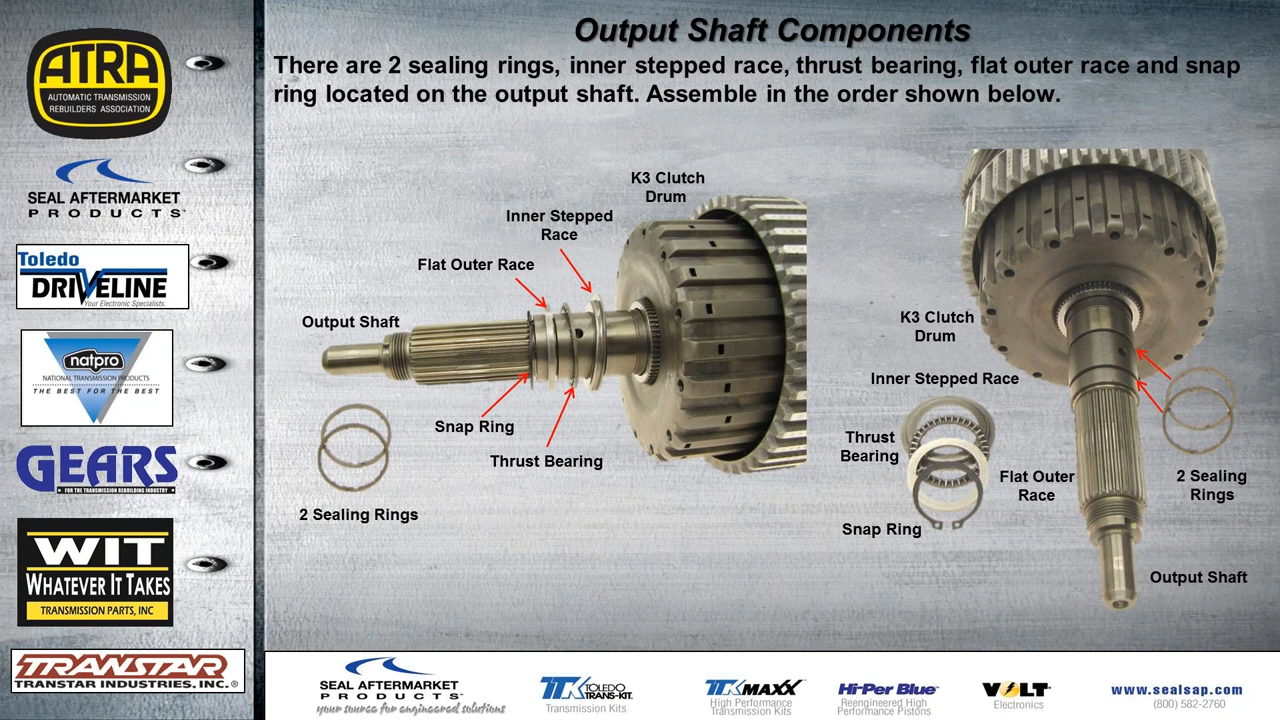 Output Shaft Components
There are 2 sealing rings, inner stepped race, thrust bearing, flat outer race and snap
ring located on the output shaft. Assemble in the order shown below.
ATRA
AUTOMATIC TRANSMISSION
REBUILDERS ASSOCIATION
SEAL AFTERMARKET
PRODUCTS
Toledo
DRIVELINE
Your Electronic Specialists.
natpro
NATIONAL TRANSMISSION PRODUCTS
THE BEST FOR THE BEST
GEARS
FOR THE TRANSMISSION REBUILDING INDUSTRY
WIT
WHATEVER IT TAKES
TRANSMISSION PARTS, INC
TRANSTAR
TRANSTAR INDUSTRIES, INC.®
K3 Clutch
Drum
Inner Stepped
Race
Flat Outer Race
Output Shaft
Snap Ring
Thrust Bearing
2 Sealing Rings
K3 Clutch
Drum
Inner Stepped Race
Thrust
Bearing
Flat Outer
Race
Snap Ring
2 Sealing
Rings
Output Shaft
SEAL AFTERMARKET
PRODUCTS
your source for engineered solutions
TTK TOLEDO
TRANS-KIT.
Transmission Kits
TTK MAXX
High Performance
Transmission Kits
Hi-Per Blue
Reengineered High
Performance Pistons
VOLT
Electronics
www.sealsap.com
(800) 582-2760